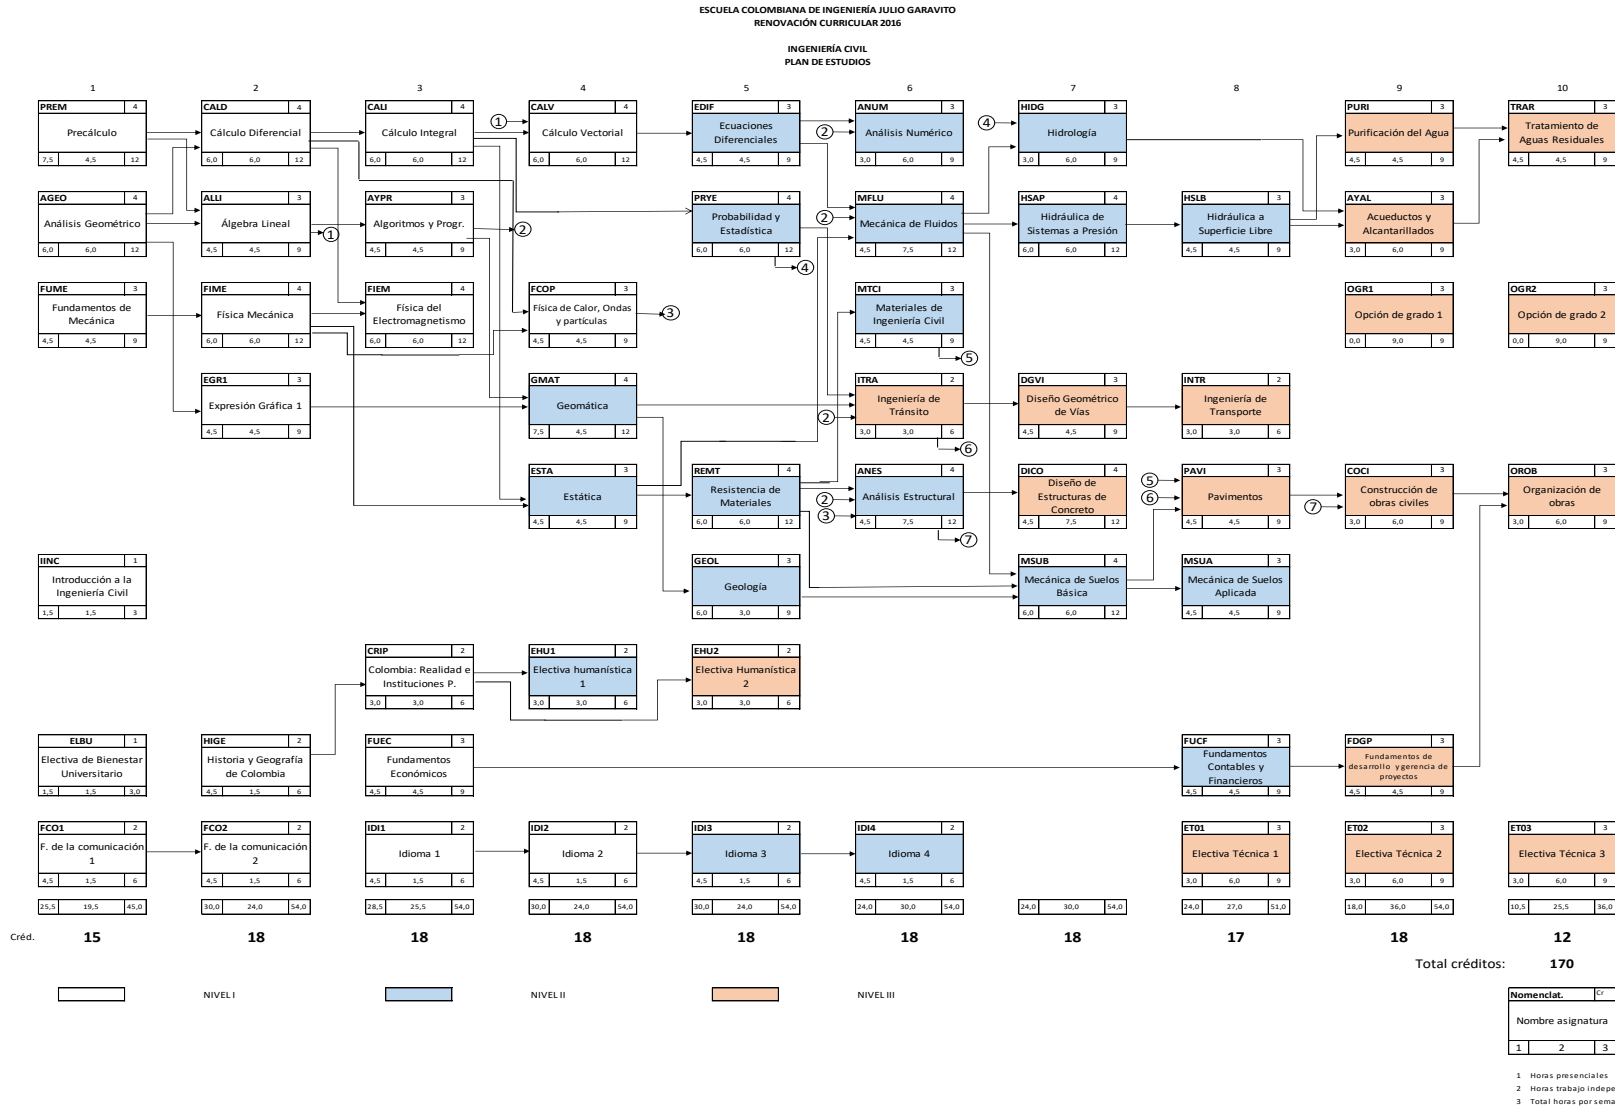 ESCUELA COLOMBIANA DE INGENIERÍA JULIO GARAVITO
RENOVACIÓN CURRICULAR 2016
INGENIERÍA CIVIL
PLAN DE ESTUDIOS
1 2 3 4 5 6 7 8 9 10
PREM 4 CALD 4 CALI 4 CALV 4 EDIF 3 ANUM 3 HIDG 3 PURI 3 TRAR 3
Precálculo Cálculo Diferencial Cálculo Integral 1 Cálculo Vectorial Ecuaciones Diferenciales 2 Análisis Numérico 4 Hidrología Purificación del Agua Tratamiento de Aguas Residuales
7,5 4,5 12 6,0 6,0 12 6,0 6,0 12 6,0 6,0 12 4,5 4,5 9 3,0 6,0 9 3,0 6,0 9 4,5 4,5 9 4,5 4,5 9
AGEO 4 ALLI 3 AYPR 3 PRYE 4 MFLU 4 HSAP 4 HSLB 3 AYAL 3
Análisis Geométrico Álgebra Lineal 1 Algoritmos y Progr. 2 Probabilidad y Estadística 2 Mecánica de Fluidos Hidráulica de Sistemas a Presión Hidráulica a Superficie Libre Acueductos y Alcantarillados
6,0 6,0 12 4,5 4,5 9 4,5 4,5 9 6,0 6,0 12 4,5 7,5 12 6,0 6,0 12 4,5 4,5 9 3,0 6,0 9
4
FUME 3 FIME 4 FIEM 4 FCOP 3 MTCI 3 OGR1 3 OGR2 3
Fundamentos de Mecánica Física Mecánica Física del Electromagnetismo Física de Calor, Ondas y partículas 3 Materiales de Ingeniería Civil Opción de grado 1 Opción de grado 2
4,5 4,5 9 6,0 6,0 12 6,0 6,0 12 4,5 4,5 9 4,5 4,5 9 0,0 9,0 9 0,0 9,0 9
5
EGR1 3 GMAT 4 ITRA 2 DGVI 3 INTR 2
Expresión Gráfica 1 Geomática 2 Ingeniería de Tránsito Diseño Geométrico de Vías Ingeniería de Transporte
4,5 4,5 9 7,5 4,5 12 3,0 3,0 6 4,5 4,5 9 3,0 3,0 6
6
ESTA 3 REMT 4 ANES 4 DICO 4 PAVI 3 COCI 3 OROB 3
Estática Resistencia de Materiales 2 3 Análisis Estructural Diseño de Estructuras de Concreto 5 6 Pavimentos 7 Construcción de obras civiles Organización de obras
4,5 4,5 9 6,0 6,0 12 4,5 7,5 12 4,5 7,5 12 4,5 4,5 9 3,0 6,0 9 3,0 6,0 9
7
IINC 1 GEOL 3 MSUB 4 MSUA 3
Introducción a la Ingeniería Civil Geología Mecánica de Suelos Básica Mecánica de Suelos Aplicada
1,5 1,5 3 6,0 3,0 9 6,0 6,0 12 4,5 4,5 9
CRIP 2 EHU1 2 EHU2 2
Colombia: Realidad e Instituciones P. Electiva humanística 1 Electiva Humanística 2
3,0 3,0 6 3,0 3,0 6 3,0 3,0 6
ELBU 1 HIGE 2 FUEC 3 FUCF 3 FDGP 3
Electiva de Bienestar Universitario Historia y Geografía de Colombia Fundamentos Económicos Fundamentos Contables y Financieros Fundamentos de desarrollo y gerencia de proyectos
1,5 1,5 3,0 4,5 1,5 6 4,5 4,5 9 4,5 4,5 9 4,5 4,5 9
FCO1 2 FCO2 2 IDI1 2 IDI2 2 IDI3 2 IDI4 2 ET01 3 ET02 3 ET03 3
F. de la comunicación 1 F. de la comunicación 2 Idioma 1 Idioma 2 Idioma 3 Idioma 4 Electiva Técnica 1 Electiva Técnica 2 Electiva Técnica 3
4,5 1,5 6 4,5 1,5 6 4,5 1,5 6 4,5 1,5 6 4,5 1,5 6 4,5 1,5 6 3,0 6,0 9 3,0 6,0 9 3,0 6,0 9
25,5 19,5 45,0 30,0 24,0 54,0 28,5 25,5 54,0 30,0 24,0 54,0 30,0 24,0 54,0 24,0 30,0 54,0 24,0 30,0 54,0 24,0 27,0 51,0 18,0 36,0 54,0 10,5 25,5 36,0
Créd. 15 18 18 18 18 18 18 17 18 12
Total créditos: 170
NIVEL I NIVEL II NIVEL III
Nomenclat. Cr
Nombre asignatura
1 2 3
1 Horas presenciales
2 Horas trabajo indepe
3 Total horas por sema